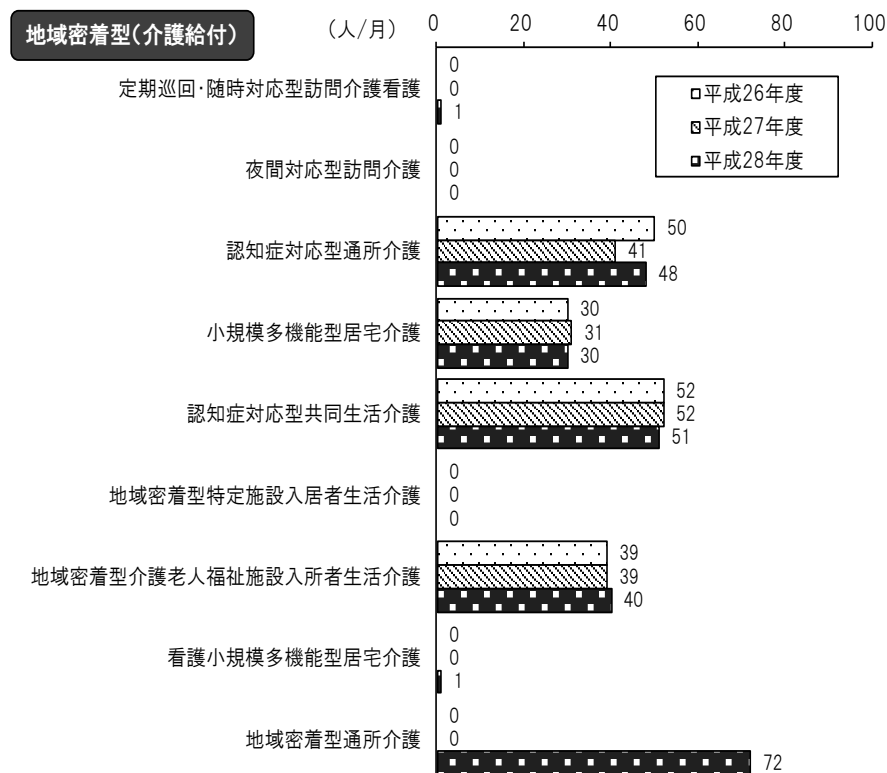 地域密着型(介護給付)
(人/月)
0 20 40 60 80 100
平成26年度
平成27年度
平成28年度
定期巡回・随時対応型訪問介護看護
0
0
1
夜間対応型訪問介護
0
0
0
認知症対応型通所介護
50
41
48
小規模多機能型居宅介護
30
31
30
認知症対応型共同生活介護
52
52
51
地域密着型特定施設入居者生活介護
0
0
0
地域密着型介護老人福祉施設入所者生活介護
39
39
40
看護小規模多機能型居宅介護
0
0
1
地域密着型通所介護
0
0
72